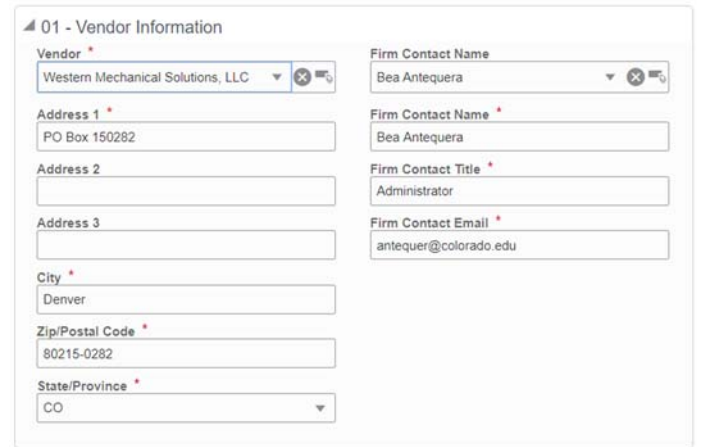 01 - Vendor Information
Vendor *
Western Mechanical Solutions, LLC
Address 1 *
PO Box 150282
Address 2
Address 3
City *
Denver
Zip/Postal Code *
80215-0282
State/Province *
CO
Firm Contact Name
Bea Antequera
Firm Contact Name *
Bea Antequera
Firm Contact Title *
Administrator
Firm Contact Email *
antequer@colorado.edu